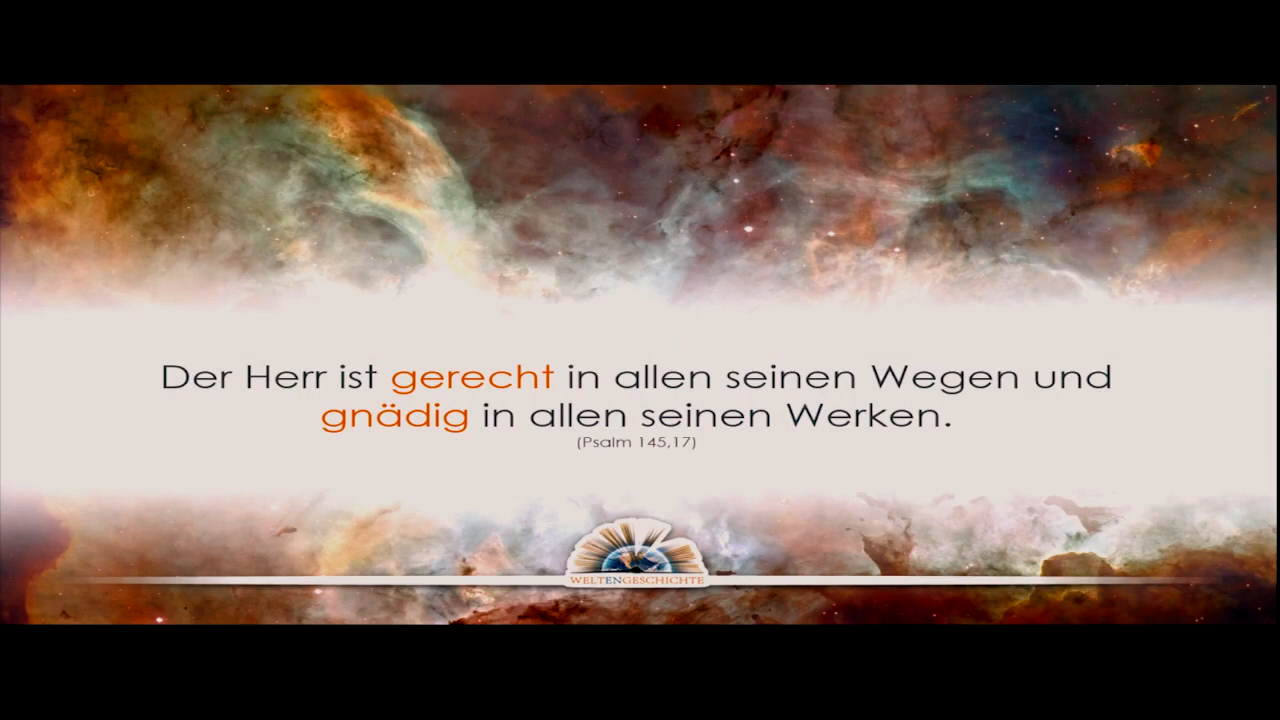 Der Herr ist gerecht in allen seinen Wegen und
gnädig in allen seinen Werken.
(Psalm 145,17)
WELTENGESCHICHTE